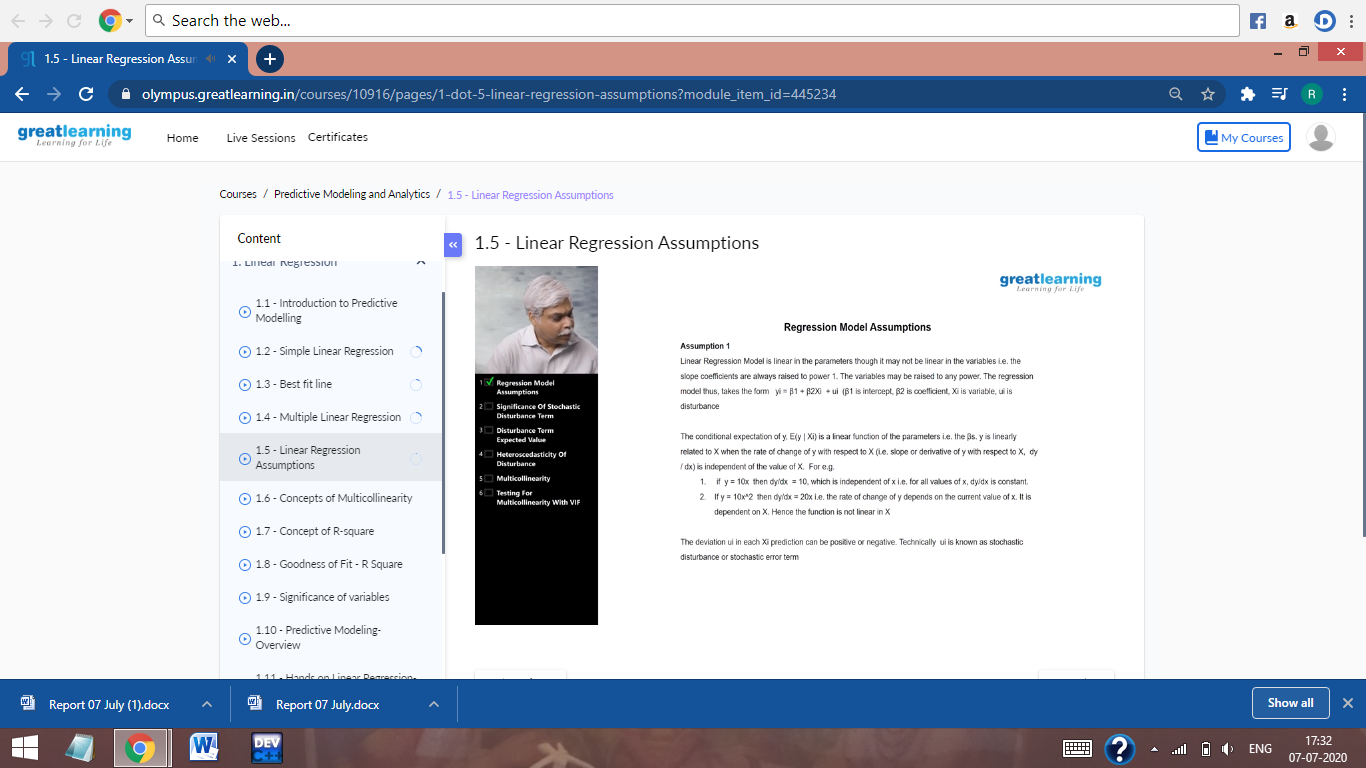 Search the web...
1.5 - Linear Regression Assur
olympus.greatlearning.in/courses/10916/pages/1-dot-5-linear-regression-assumptions?module_item_id=445234
R
greatlearning
Learning for Life
Home
Live Sessions
Certificates
My Courses
Courses / Predictive Modeling and Analytics / 1.5 - Linear Regression Assumptions
Content
1. Linear Regression
1.1 - Introduction to Predictive
Modelling
1.2 - Simple Linear Regression
1.3 - Best fit line
1.4 - Multiple Linear Regression
1.5 - Linear Regression
Assumptions
1.6 - Concepts of Multicollinearity
1.7 - Concept of R-square
1.8 - Goodness of Fit - R Square
1.9 - Significance of variables
1.10 - Predictive Modeling-
Overview
1.11 - Hands on Linear Regression-
1.5 - Linear Regression Assumptions
1 Regression Model
Assumptions
2 Significance Of Stochastic
Disturbance Term
3 Disturbance Term
Expected Value
4 Heteroscedasticity Of
Disturbance
5 Multicollinearity
6 Testing For
Multicollinearity With VIF
greatlearning
Learning for Life
Regression Model Assumptions
Assumption 1
Linear Regression Model is linear in the parameters though it may not be linear in the variables i.e. the
slope coefficients are always raised to power 1. The variables may be raised to any power. The regression
model thus, takes the form yi = β1 + β2Xi + ui (β1 is intercept, β2 is coefficient, Xi is variable, ui is
disturbance
The conditional expectation of y, E(y | Xi) is a linear function of the parameters i.e. the βs. y is linearly
related to X when the rate of change of y with respect to X (i.e. slope or derivative of y with respect to X, dy
/ dx) is independent of the value of X. For e.g.
1. if y = 10x then dy/dx = 10, which is independent of x i.e. for all values of x, dy/dx is constant.
2. If y = 10x^2 then dy/dx = 20x i.e. the rate of change of y depends on the current value of x. It is
dependent on X. Hence the function is not linear in X
The deviation ui in each Xi prediction can be positive or negative. Technically ui is known as stochastic
disturbance or stochastic error term
Report 07 July (1).docx
Report 07 July.docx
Show all
DEV
C++
ENG
17:32
07-07-2020